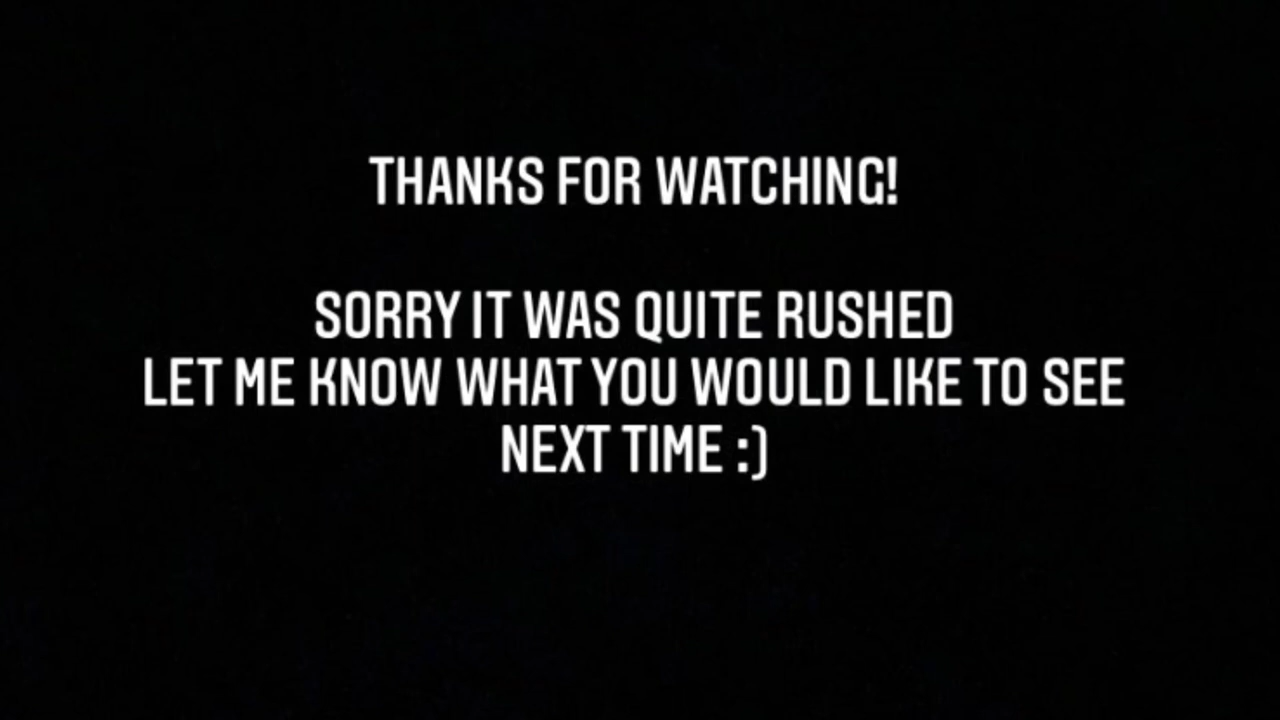 THANKS FOR WATCHING!
SORRY IT WAS QUITE RUSHED
LET ME KNOW WHAT YOU WOULD LIKE TO SEE
NEXT TIME :)